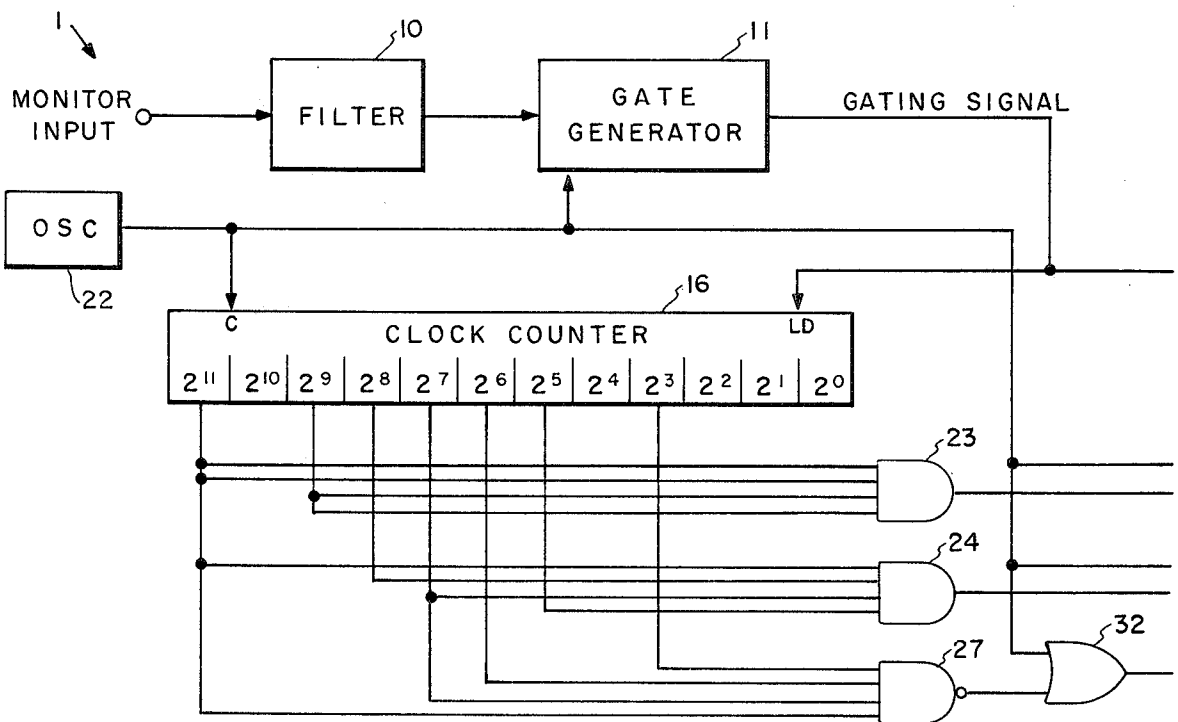 1
10
11
MONITOR
INPUT
FILTER
GATE
GENERATOR
GATING SIGNAL
OSC
22
16
C
LD
CLOCK COUNTER
2¹¹ 2¹⁰ 2⁹ 2⁸ 2⁷ 2⁶ 2⁵ 2⁴ 2³ 2² 2¹ 2⁰
23
24
27
32